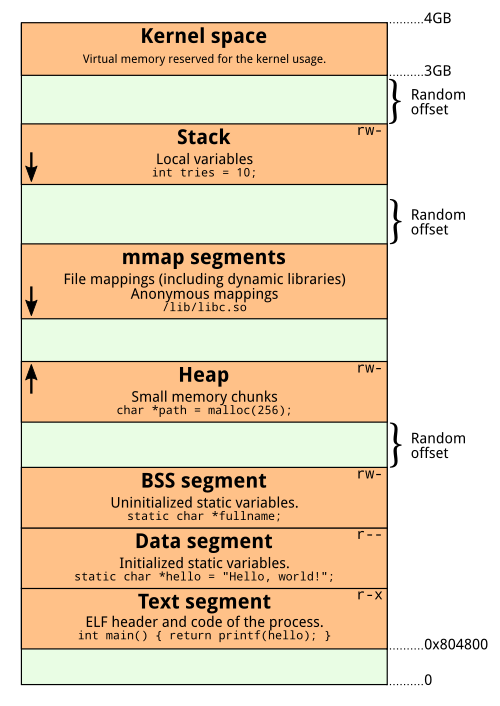 4GB
Kernel space
Virtual memory reserved for the kernel usage.
3GB
Random
offset
rw-
Stack
Local variables
int tries = 10;
Random
offset
mmap segments
File mappings (including dynamic libraries)
Anonymous mappings
/lib/libc.so
rw-
Heap
Small memory chunks
char *path = malloc(256);
Random
offset
rw-
BSS segment
Uninitialized static variables.
static char *fullname;
r--
Data segment
Initialized static variables.
static char *hello = "Hello, world!";
r-x
Text segment
ELF header and code of the process.
int main() { return printf(hello); }
0x804800
0